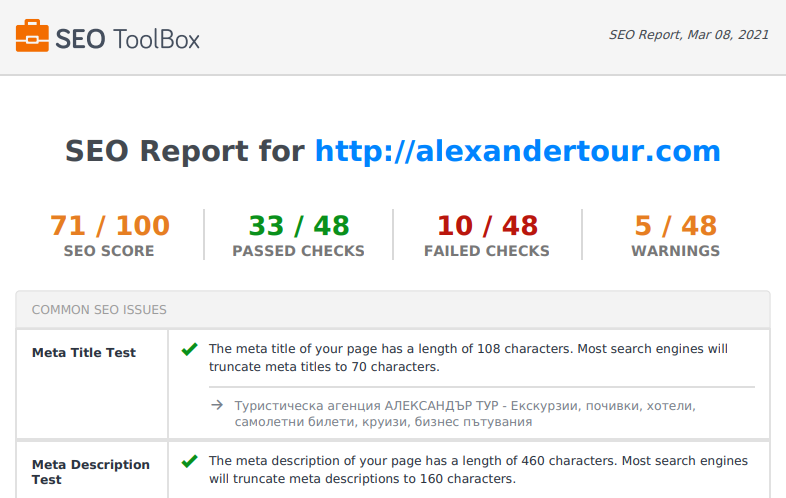 SEO ToolBox
SEO Report, Mar 08, 2021
SEO Report for http://alexandertour.com
71 / 100
SEO SCORE
33 / 48
PASSED CHECKS
10 / 48
FAILED CHECKS
5 / 48
WARNINGS
COMMON SEO ISSUES
Meta Title Test
The meta title of your page has a length of 108 characters. Most search engines will
truncate meta titles to 70 characters.
Туристическа агенция АЛЕКСАНДЪР ТУР - Екскурзии, почивки, хотели,
самолетни билети, круизи, бизнес пътувания
Meta Description
Test
The meta description of your page has a length of 460 characters. Most search engines
will truncate meta descriptions to 160 characters.